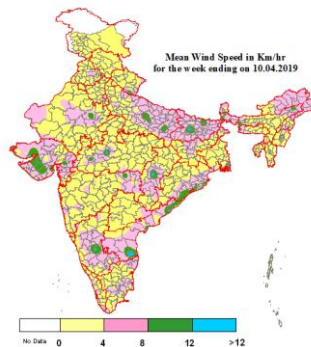 Mean Wind Speed in Km/hr
for the week ending on 10.04.2019
No Data 0 4 8 12 >12